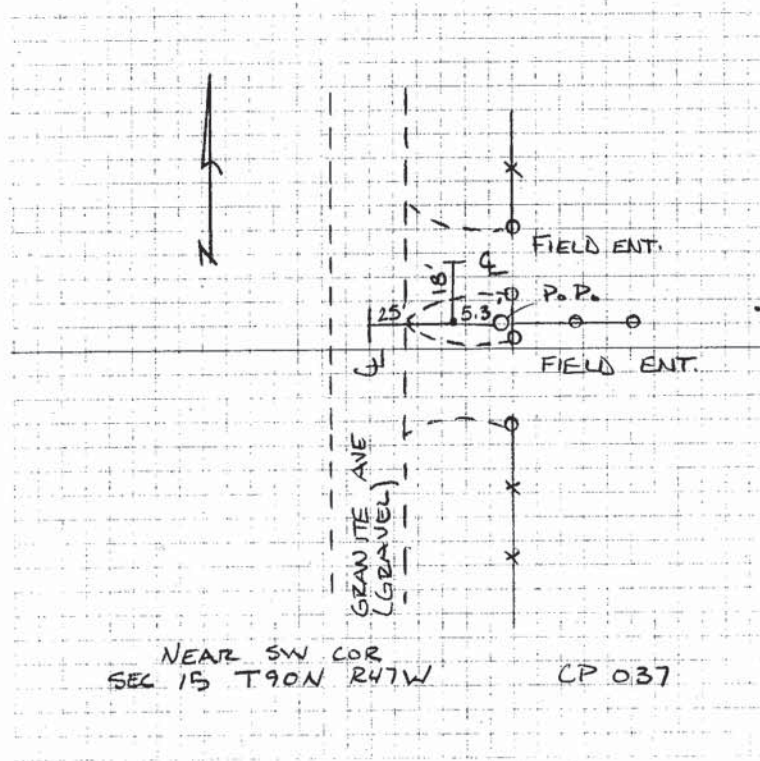 N
FIELD ENT.
℄
18'
P.P.
25'
5.3
℄
FIELD ENT.
GRANITE AVE
(GRAVEL)
NEAR SW COR
SEC 15 T90N R47W
CP 037